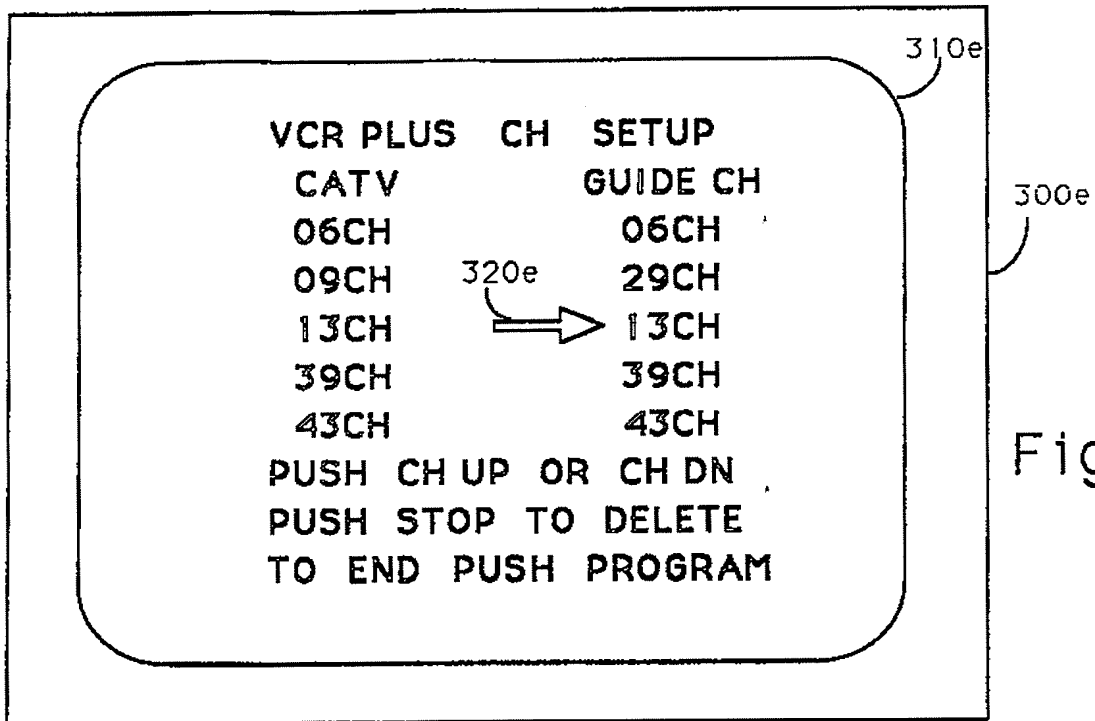 310e
VCR PLUS CH SETUP
CATV GUIDE CH
300e
06CH 06CH
09CH 320e 29CH
13CH 13CH
39CH 39CH
43CH 43CH
PUSH CH UP OR CH DN
Fig
PUSH STOP TO DELETE
TO END PUSH PROGRAM